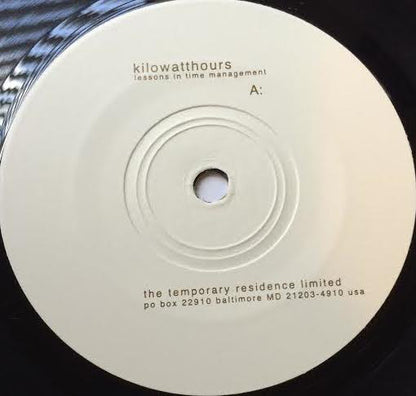 kilowatthours
lessons in time management
A:
the temporary residence limited
po box 22910 baltimore MD 21203-4910 usa